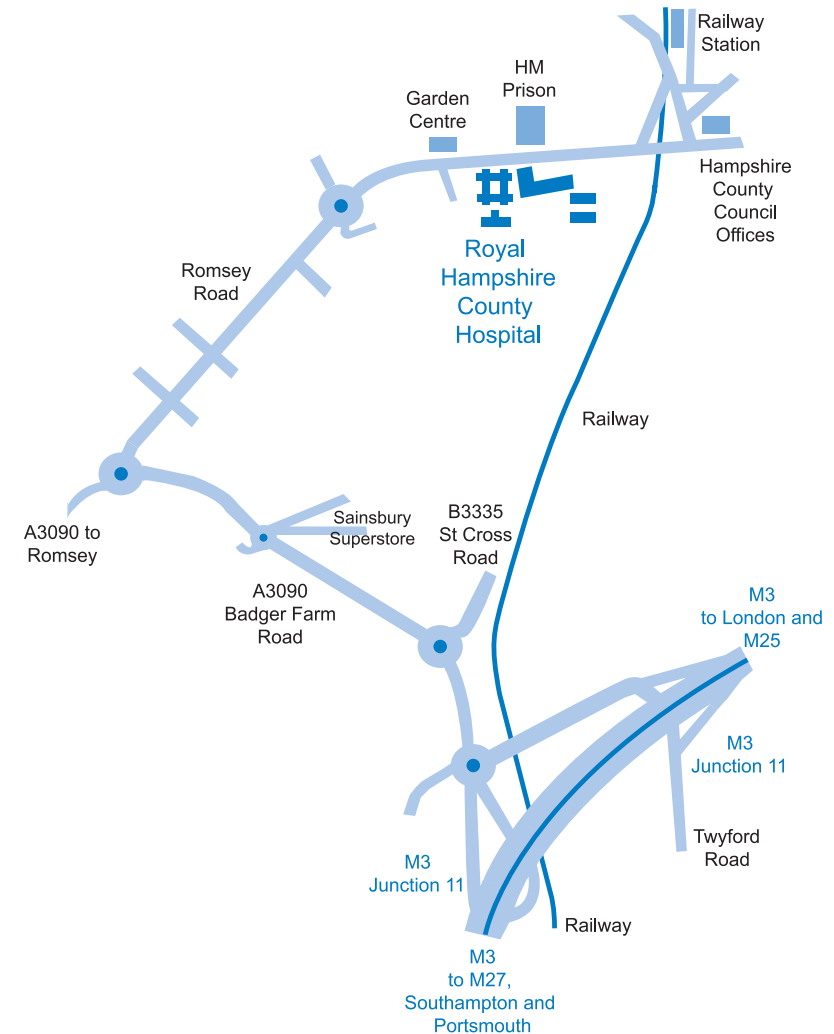 Railway
Station
HM
Prison
Garden
Centre
Hampshire
County
Council
Offices
Royal
Hampshire
County
Hospital
Romsey
Road
Railway
A3090 to
Romsey
Sainsbury
Superstore
B3335
St Cross
Road
A3090
Badger Farm
Road
M3
to London and
M25
M3
Junction 11
Twyford
Road
M3
Junction 11
Railway
M3
to M27,
Southampton and
Portsmouth